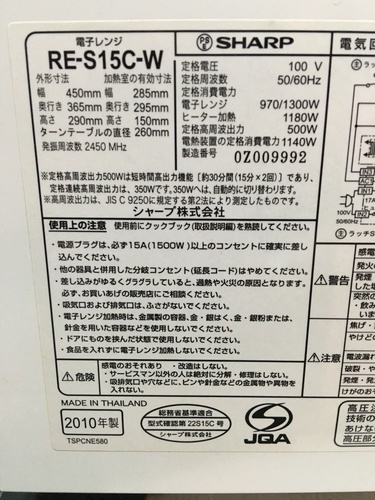 電子レンジ
RE-S15C-W
PS E
SHARP
電気回
外形寸法 加熱室の有効寸法
幅 450mm 幅 285mm
奥行き 365mm 奥行き 295mm
高さ 290mm 高さ 150mm
ターンテーブルの直径 260mm
発振周波数 2450 MHz
定格電圧 100 V
定格周波数 50/60Hz
定格消費電力
電子レンジ 970/1300W
ヒーター加熱 1180W
定格高周波出力 500W
電熱装置の定格消費電力 1140W
製造番号 0Z009992
*定格高周波出力500Wは短時間高出力機能(約30分間(15分×2回))であり、
定格連続高周波出力は、350Wです。350Wへは、自動的に切り替わります。
※高周波出力は、JIS C 9250に規定する第2法により測定したものです。
シャープ株式会社
使用上の注意 使用前にクックブック(取扱説明書)を熟読してください。
・電源プラグは、必ず15A(1500W)以上のコンセントに確実に差し
込んでください。
・他の器具と併用した分岐コンセント(延長コード)はやめてください。
・差し込みがゆるくグラグラしていると、過熱や火災の原因となります。
必ず、お買いあげの販売店にご相談ください。
・吸気口および排気口は、ふさがないでください。
・電子レンジ加熱時は、金属製の容器、金・銀はく、金・銀粉または、
針金を用いた容器などを使用しないでください。
・ドアにものを挟んだ状態で使用しないでください。
・食品を入れずに電子レンジ加熱しないでください。
危険
感電のおそれあり ・改造はしない。
・サービスマン以外の人は絶対に分解・修理しない。
・吸排気口や穴などに、ピンや針金などの金属物や異物を
入れない。
警告
注意
MADE IN THAILAND
2010年製
TSPCNE580
総務省基準適合
型式確認第 22S15C 号
シャープ株式会社
JQA